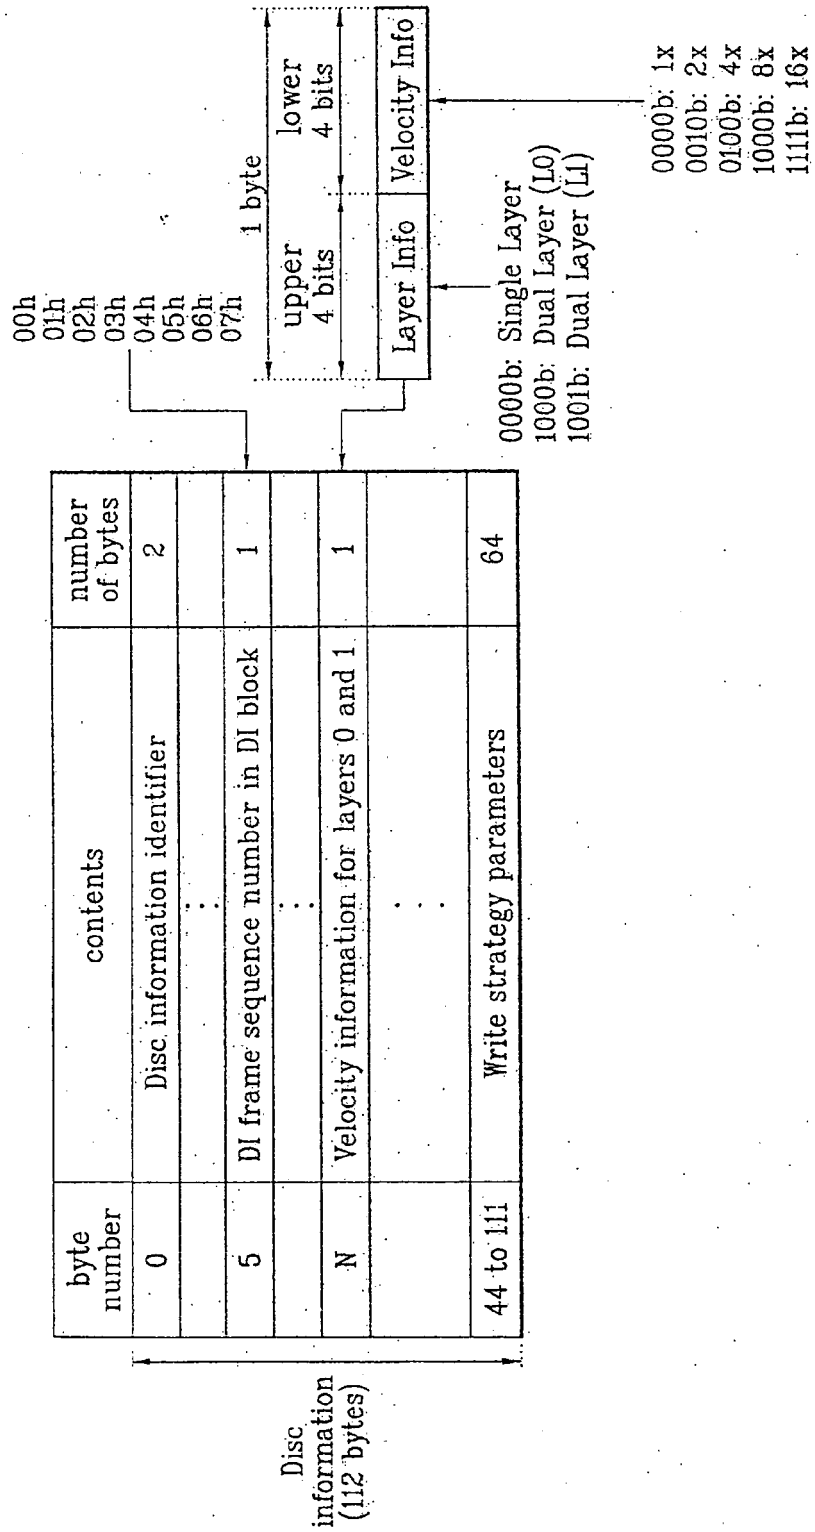 Disc
information
(112 bytes)
byte
number
contents
number
of bytes
0
Disc information identifier
2
5
DI frame sequence number in DI block
1
N
Velocity information for layers 0 and 1
1
44 to 111
Write strategy parameters
64
00h
01h
02h
03h
04h
05h
06h
07h
1 byte
upper
4 bits
lower
4 bits
Layer Info
Velocity Info
0000b: Single Layer
1000b: Dual Layer (L0)
1001b: Dual Layer (L1)
0000b: 1x
0010b: 2x
0100b: 4x
1000b: 8x
1111b: 16x